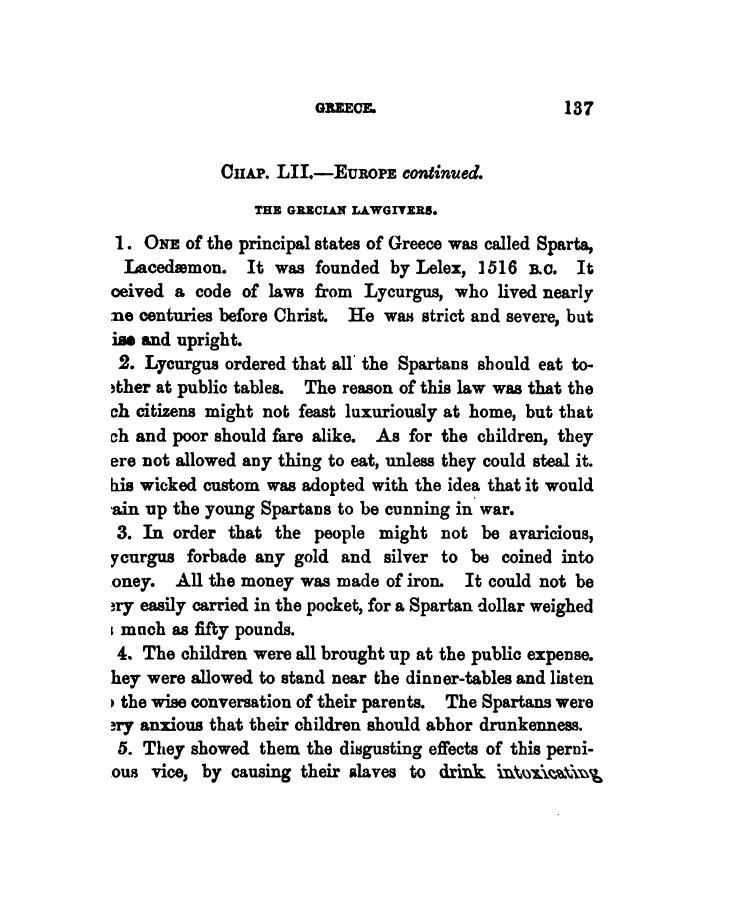 GREECE. 137
CHAP. LII.—EUROPE continued.
THE GRECIAN LAWGIVERS.
1. ONE of the principal states of Greece was called Sparta,
Lacedæmon. It was founded by Lelex, 1516 B.C. It
ceived a code of laws from Lycurgus, who lived nearly
ne centuries before Christ. He was strict and severe, but
ise and upright.
2. Lycurgus ordered that all the Spartans should eat to-
ether at public tables. The reason of this law was that the
ch citizens might not feast luxuriously at home, but that
ch and poor should fare alike. As for the children, they
ere not allowed any thing to eat, unless they could steal it.
his wicked custom was adopted with the idea that it would
ain up the young Spartans to be cunning in war.
3. In order that the people might not be avaricious,
ycurgus forbade any gold and silver to be coined into
oney. All the money was made of iron. It could not be
ery easily carried in the pocket, for a Spartan dollar weighed
much as fifty pounds.
4. The children were all brought up at the public expense.
hey were allowed to stand near the dinner-tables and listen
the wise conversation of their parents. The Spartans were
ery anxious that their children should abhor drunkenness.
5. They showed them the disgusting effects of this perni-
ous vice, by causing their slaves to drink intoxicating